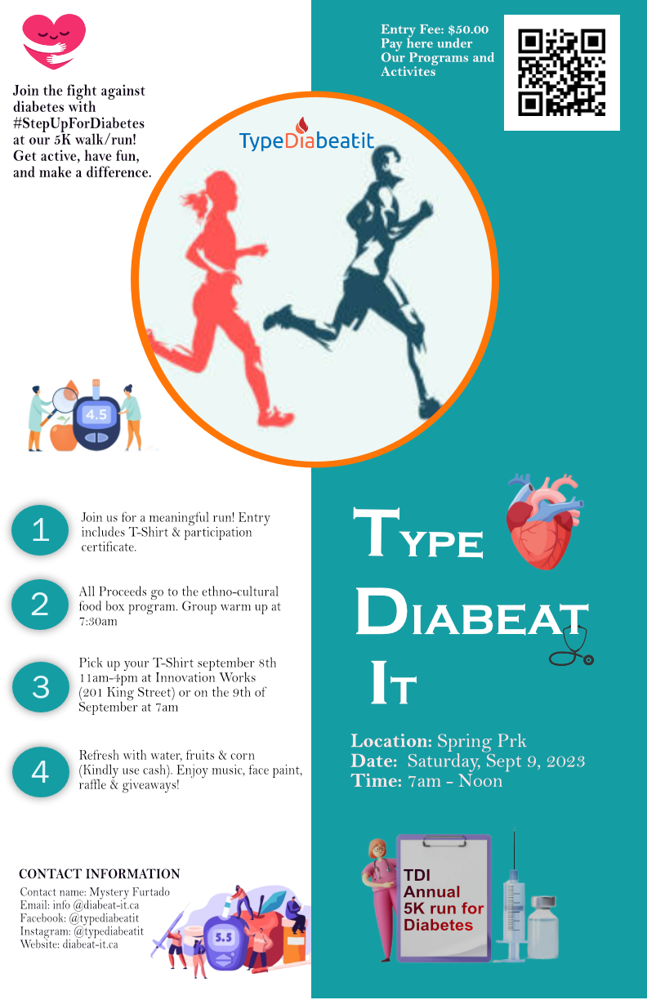 Entry Fee: $50.00
Pay here under
Our Programs and
Activites
Join the fight against
diabetes with
#StepUpForDiabetes
at our 5K walk/run!
Get active, have fun,
and make a difference.
TypeDiabeatit
4.5
1
Join us for a meaningful run! Entry
includes T-Shirt & participation
certificate.
2
All Proceeds go to the ethno-cultural
food box program. Group warm up at
7:30am
3
Pick up your T-Shirt september 8th
11am-4pm at Innovation Works
(201 King Street) or on the 9th of
September at 7am
4
Refresh with water, fruits & corn
(Kindly use cash). Enjoy music, face paint,
raffle & giveaways!
Type
Diabeat
It
Location: Spring Prk
Date: Saturday, Sept 9, 2023
Time: 7am - Noon
CONTACT INFORMATION
Contact name: Mystery Furtado
Email: info @diabeat-it.ca
Facebook: @typediabeatit
Instagram: @typediabeatit
Website: diabeat-it.ca
5.5
TDI
Annual
5K run for
Diabetes